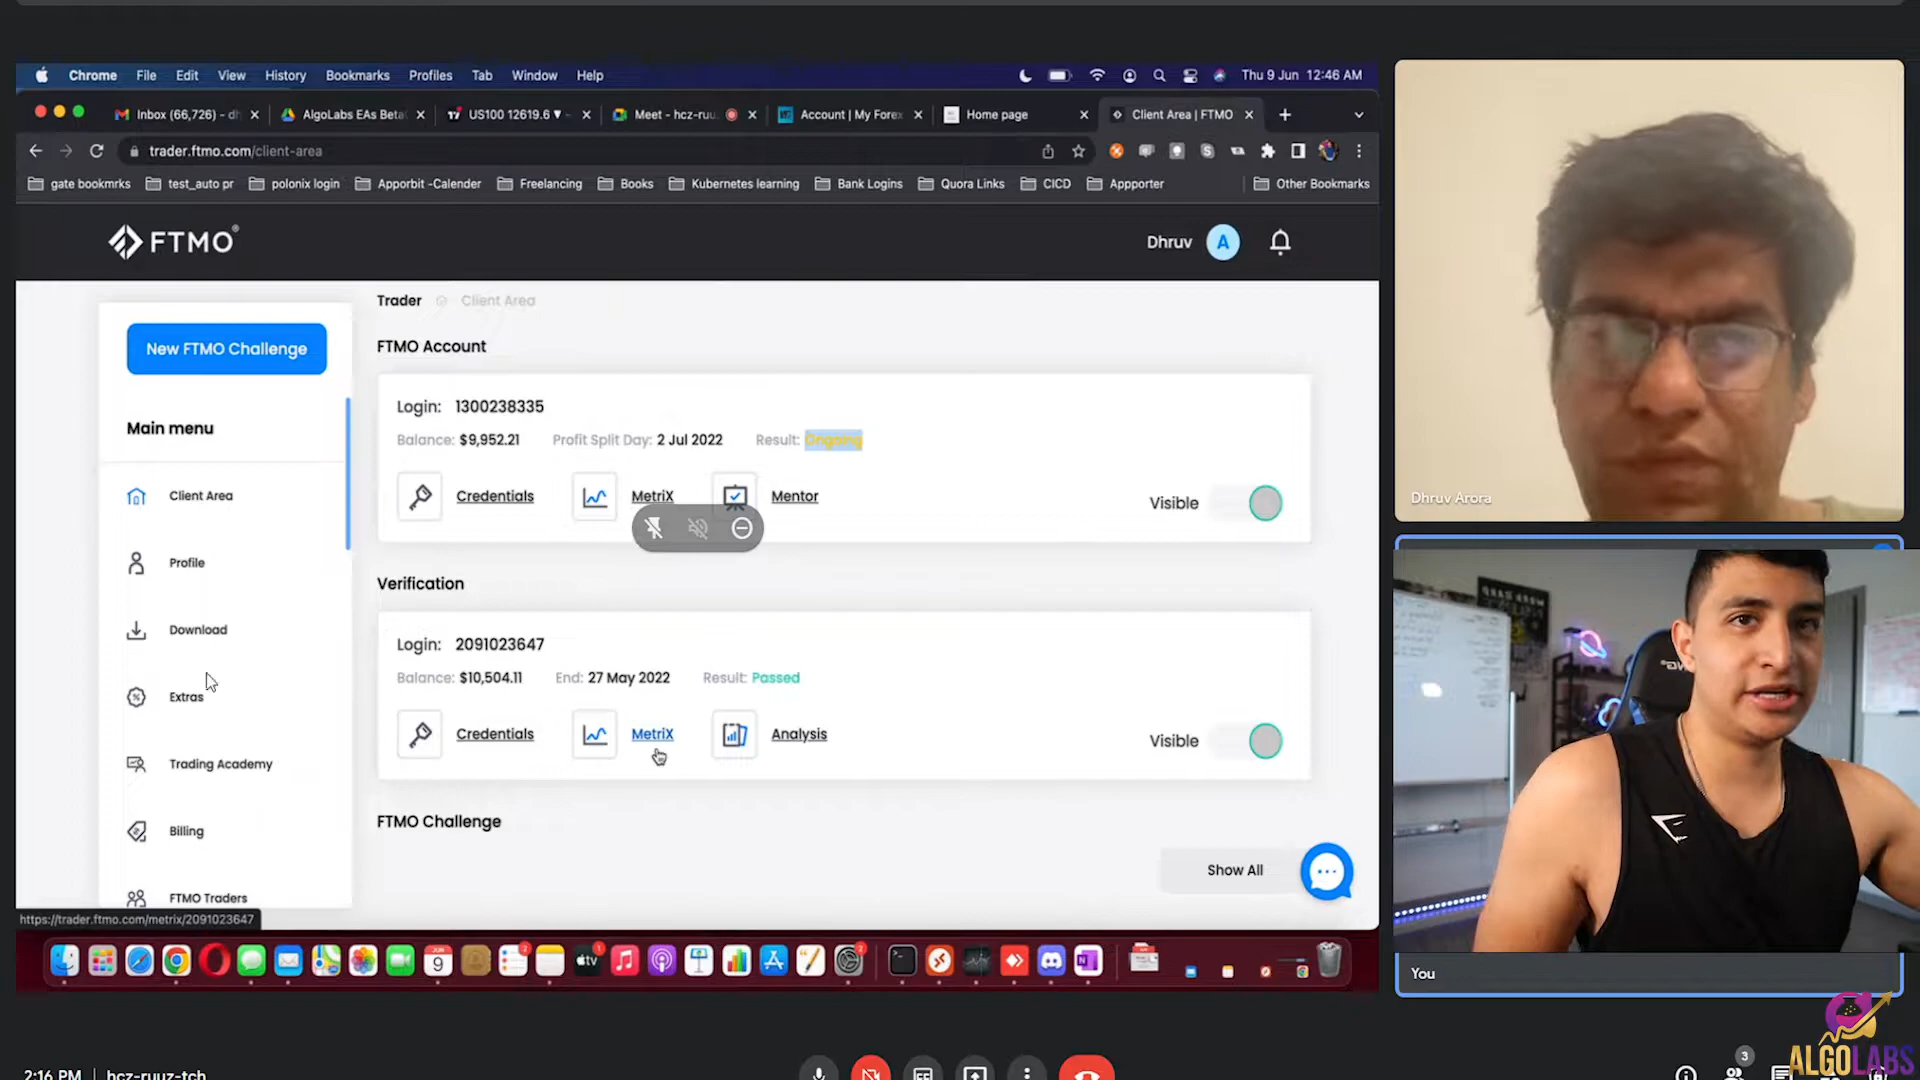 Chrome File Edit View History Bookmarks Profiles Tab Window Help
Thu 9 Jun 12:46 AM
Inbox (66,726) - dh
AlgoLabs EAs Beta
US100 12619.6 ▼ -
Meet - hcz-ruu
Account | My Forex
Home page
Client Area | FTMO
trader.ftmo.com/client-area
gate bookmrks
test_auto pr
polonix login
Apporbit -Calender
Freelancing
Books
Kubernetes learning
Bank Logins
Quora Links
CICD
Appporter
Other Bookmarks
FTMO®
Dhruv A
Trader Client Area
New FTMO Challenge
Main menu
Client Area
Profile
Download
Extras
Trading Academy
Billing
FTMO Traders
FTMO Account
Login: 1300238335
Balance: $9,952.21 Profit Split Day: 2 Jul 2022 Result: Ongoing
Credentials MetriX Mentor
Visible
Verification
Login: 2091023647
Balance: $10,504.11 End: 27 May 2022 Result: Passed
Credentials MetriX Analysis
Visible
FTMO Challenge
Show All
https://trader.ftmo.com/metrix/2091023647
JUN
9
tv
Dhruv Arora
You
2:16 PM | hcz-ruuz-tch
3
ALGOLABS